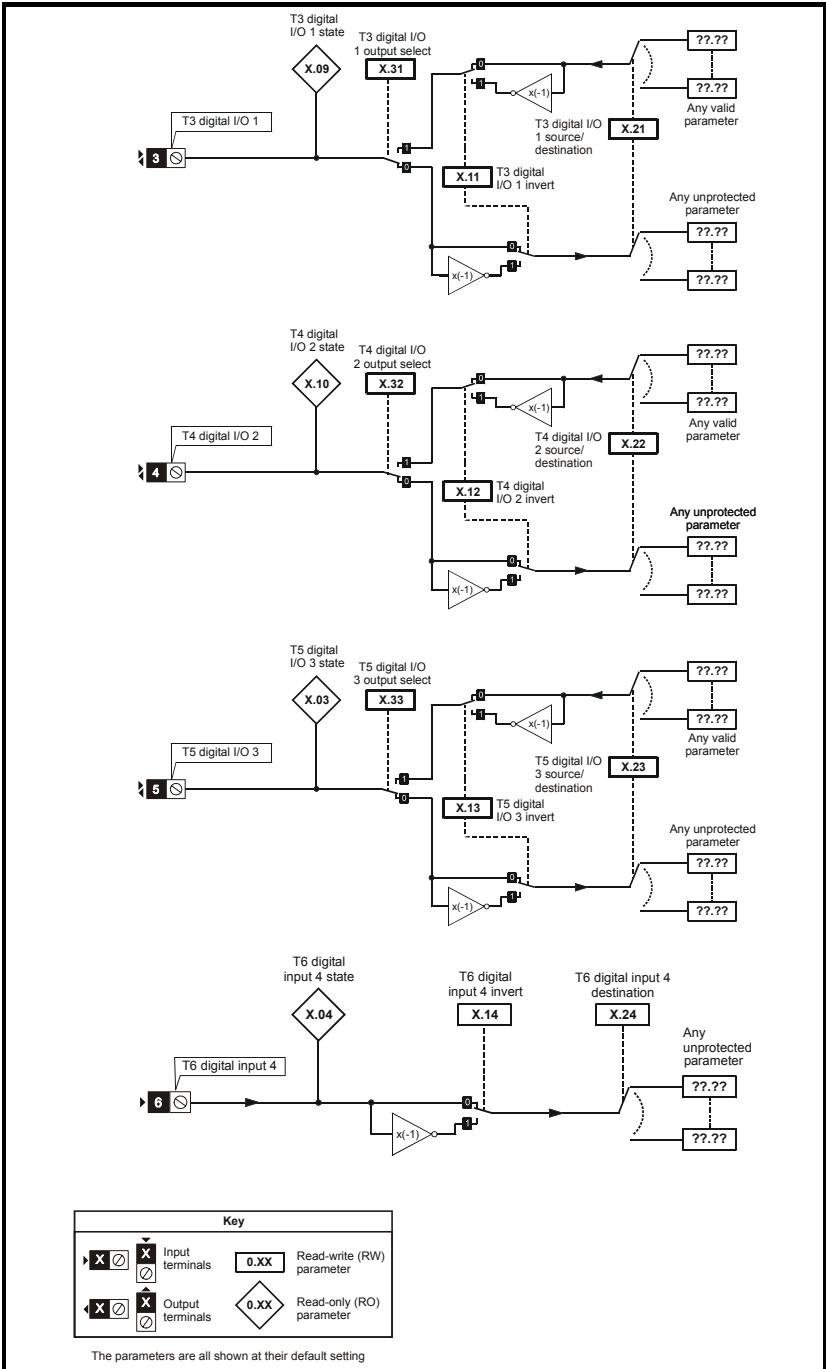 T3 digital
I/O 1 state
X.09
T3 digital I/O
1 output select
X.31
T3 digital I/O 1
3
1
0
0
1
x(-1)
X.11
T3 digital
I/O 1 invert
T3 digital I/O
1 source/
destination
X.21
??.??
??.??
Any valid
parameter
0
1
x(-1)
Any unprotected
parameter
??.??
??.??
T4 digital
I/O 2 state
X.10
T4 digital I/O
2 output select
X.32
T4 digital I/O 2
4
1
0
0
1
x(-1)
X.12
T4 digital
I/O 2 invert
T4 digital I/O
2 source/
destination
X.22
??.??
??.??
Any valid
parameter
0
1
x(-1)
Any unprotected
parameter
??.??
??.??
T5 digital
I/O 3 state
X.03
T5 digital I/O
3 output select
X.33
T5 digital I/O 3
5
1
0
0
1
x(-1)
X.13
T5 digital
I/O 3 invert
T5 digital I/O
3 source/
destination
X.23
??.??
??.??
Any valid
parameter
0
1
x(-1)
Any unprotected
parameter
??.??
??.??
T6 digital
input 4 state
X.04
T6 digital
input 4 invert
X.14
T6 digital input 4
destination
X.24
T6 digital input 4
6
0
1
x(-1)
Any
unprotected
parameter
??.??
??.??
Key
X
X
Input
terminals
0.XX
Read-write (RW)
parameter
X
X
Output
terminals
0.XX
Read-only (RO)
parameter
The parameters are all shown at their default setting